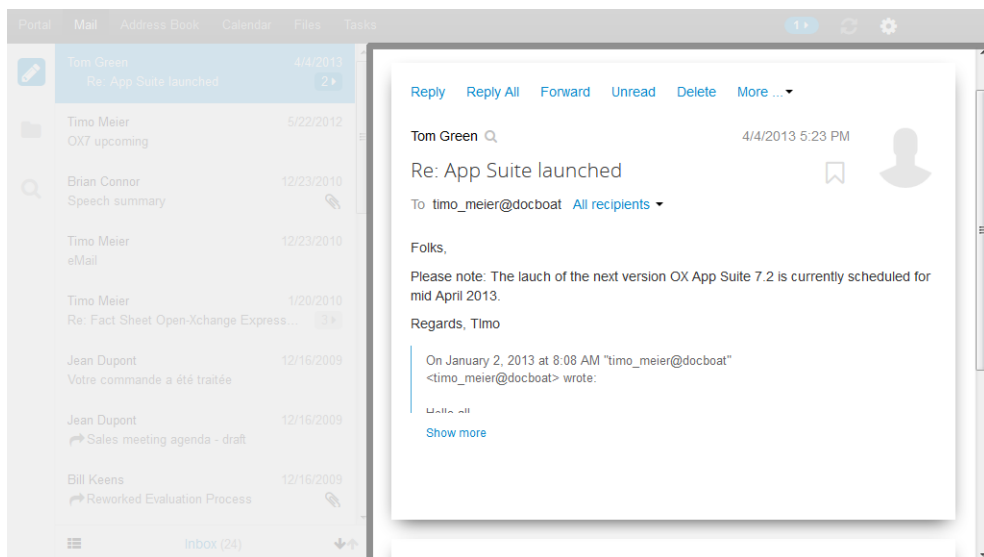 Portal Mail Address Book Calendar Files Tasks
1
Tom Green 4/4/2013
Re: App Suite launched 2
Timo Meier 5/22/2012
OX7 upcoming
Brian Connor 12/23/2010
Speech summary
Timo Meier 12/23/2010
eMail
Timo Meier 1/20/2010
Re: Fact Sheet Open-Xchange Express... 3
Jean Dupont 12/16/2009
Votre commande a été traitée
Jean Dupont 12/16/2009
Sales meeting agenda - draft
Bill Keens 12/16/2009
Reworked Evaluation Process
Inbox (24)
Reply Reply All Forward Unread Delete More ...
Tom Green 4/4/2013 5:23 PM
Re: App Suite launched
To timo_meier@docboat All recipients
Folks,
Please note: The lauch of the next version OX App Suite 7.2 is currently scheduled for
mid April 2013.
Regards, TImo
On January 2, 2013 at 8:08 AM "timo_meier@docboat"
<timo_meier@docboat> wrote:
Hello all
Show more